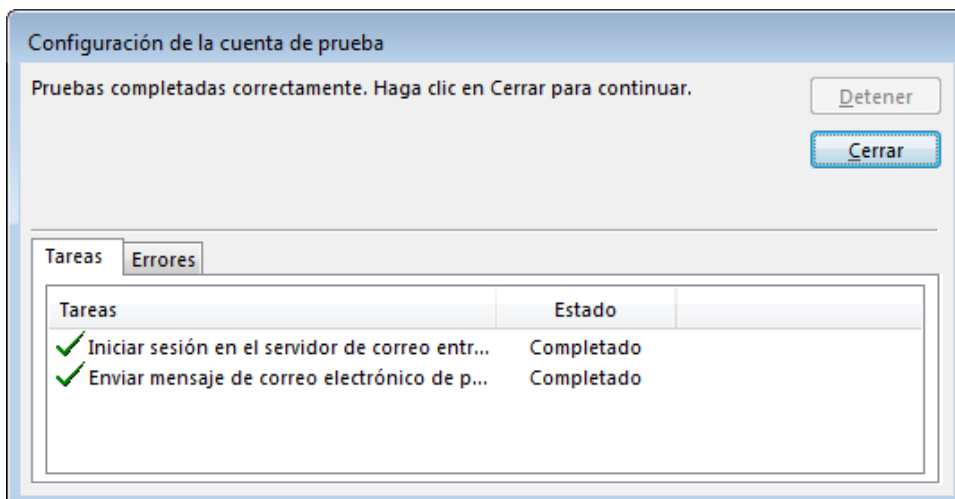 Configuración de la cuenta de prueba
Pruebas completadas correctamente. Haga clic en Cerrar para continuar.
Detener
Cerrar
Tareas Errores
Tareas Estado
Iniciar sesión en el servidor de correo entr... Completado
Enviar mensaje de correo electrónico de p... Completado